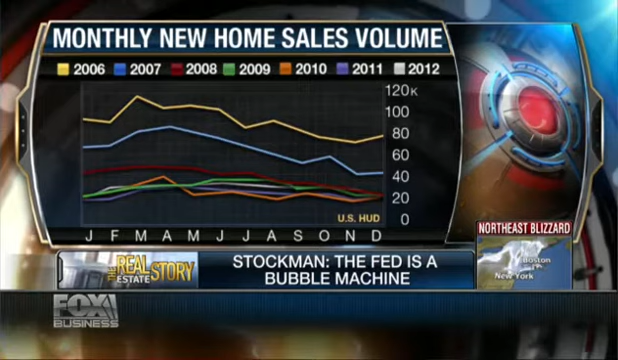 MONTHLY NEW HOME SALES VOLUME
2006 2007 2008 2009 2010 2011 2012
120K
100
80
60
40
20
0
U.S. HUD
J F M A M J J A S O N D
NORTHEAST BLIZZARD
Boston
New York
THE REAL ESTATE STORY
STOCKMAN: THE FED IS A
BUBBLE MACHINE
FOX
BUSINESS